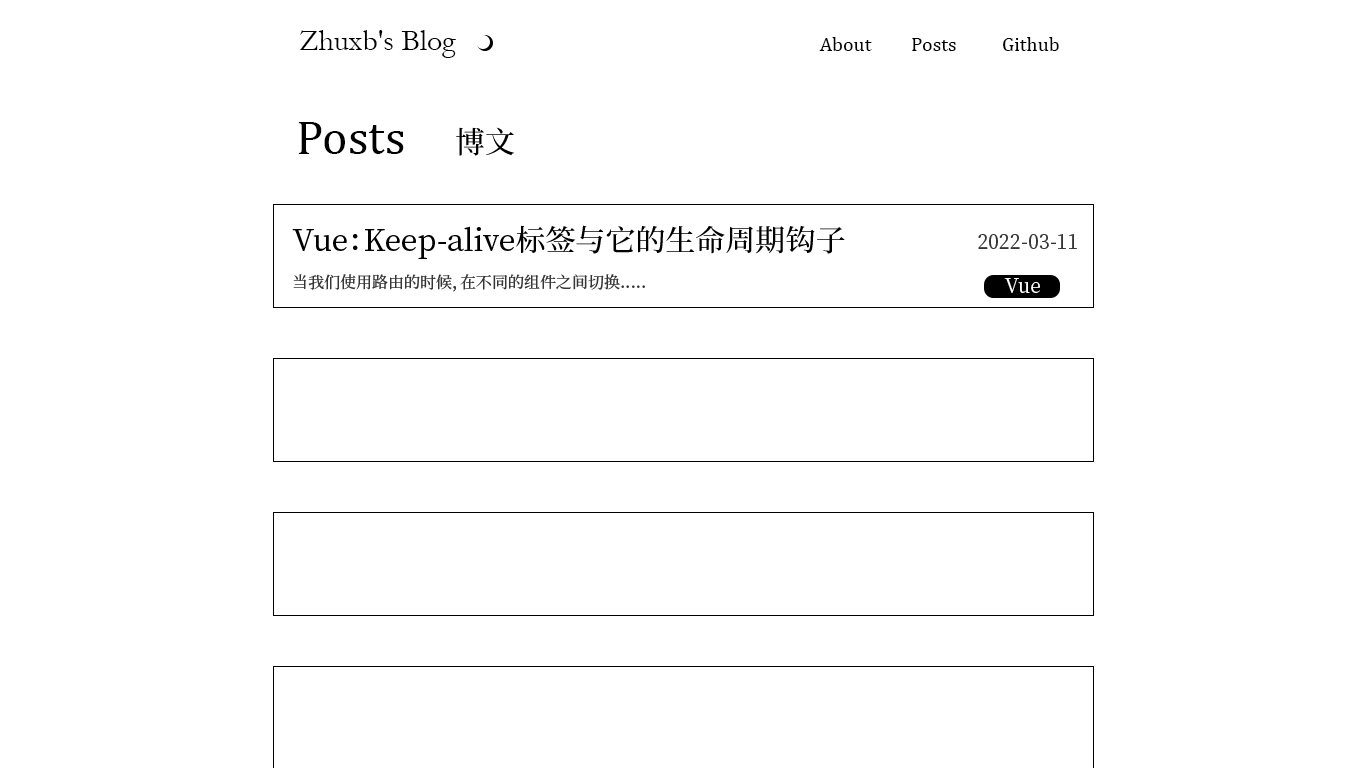 Zhuxb's Blog
About Posts Github
Posts 博文
Vue：Keep-alive标签与它的生命周期钩子
2022-03-11
当我们使用路由的时候，在不同的组件之间切换.....
Vue